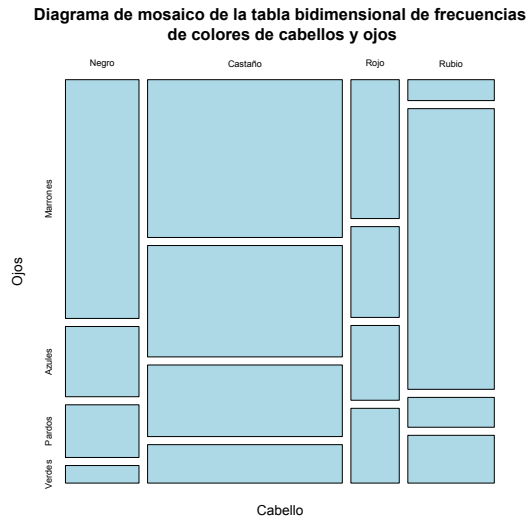 Diagrama de mosaico de la tabla bidimensional de frecuencias
de colores de cabellos y ojos
Negro Castaño Rojo Rubio
Marrones
Azules
Pardos
Verdes
Ojos
Cabello